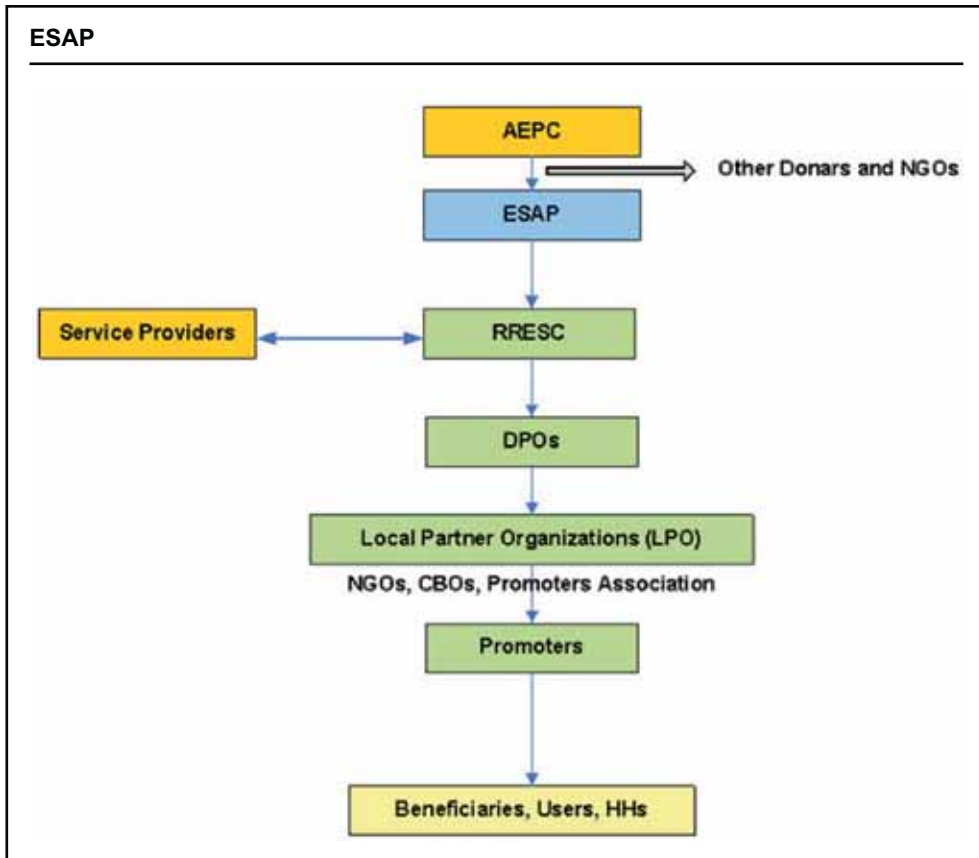 ESAP
AEPC
Other Donars and NGOs
ESAP
Service Providers
RRESC
DPOs
Local Partner Organizations (LPO)
NGOs, CBOs, Promoters Association
Promoters
Beneficiaries, Users, HHs